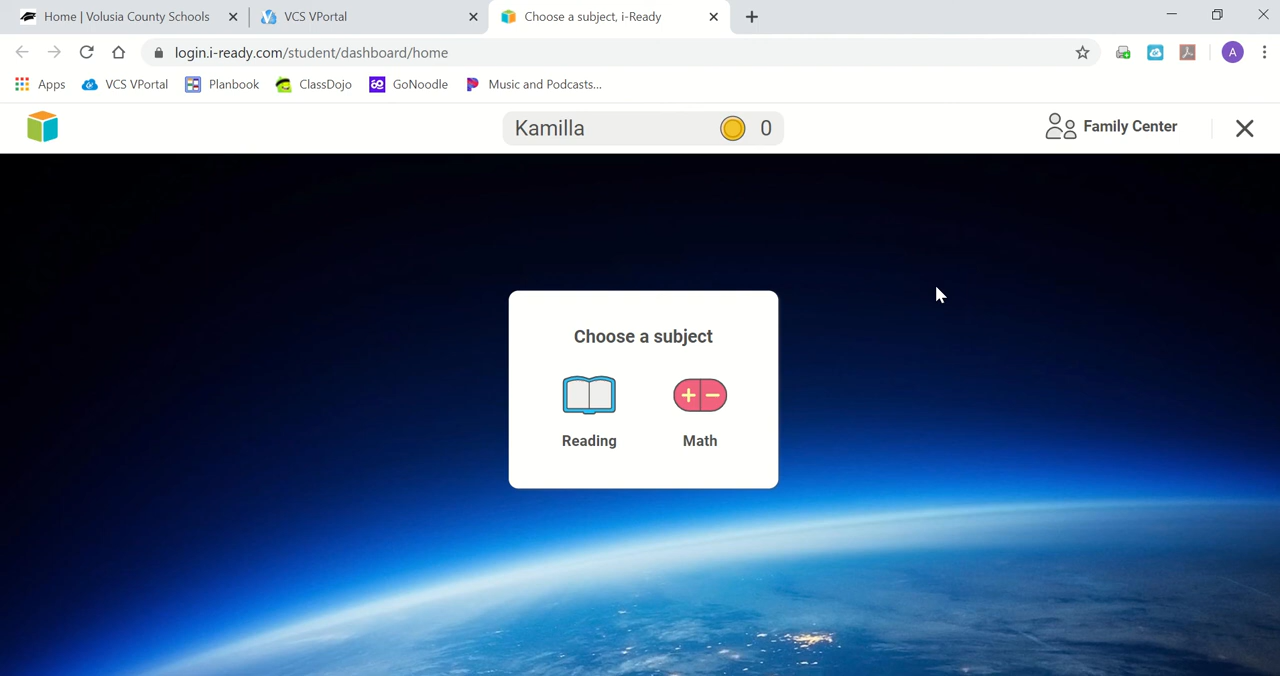 Home | Volusia County Schools
VCS VPortal
Choose a subject, i-Ready
login.i-ready.com/student/dashboard/home
A
Apps
VCS VPortal
Planbook
ClassDojo
GoNoodle
Music and Podcasts...
Kamilla
0
Family Center
Choose a subject
Reading
Math